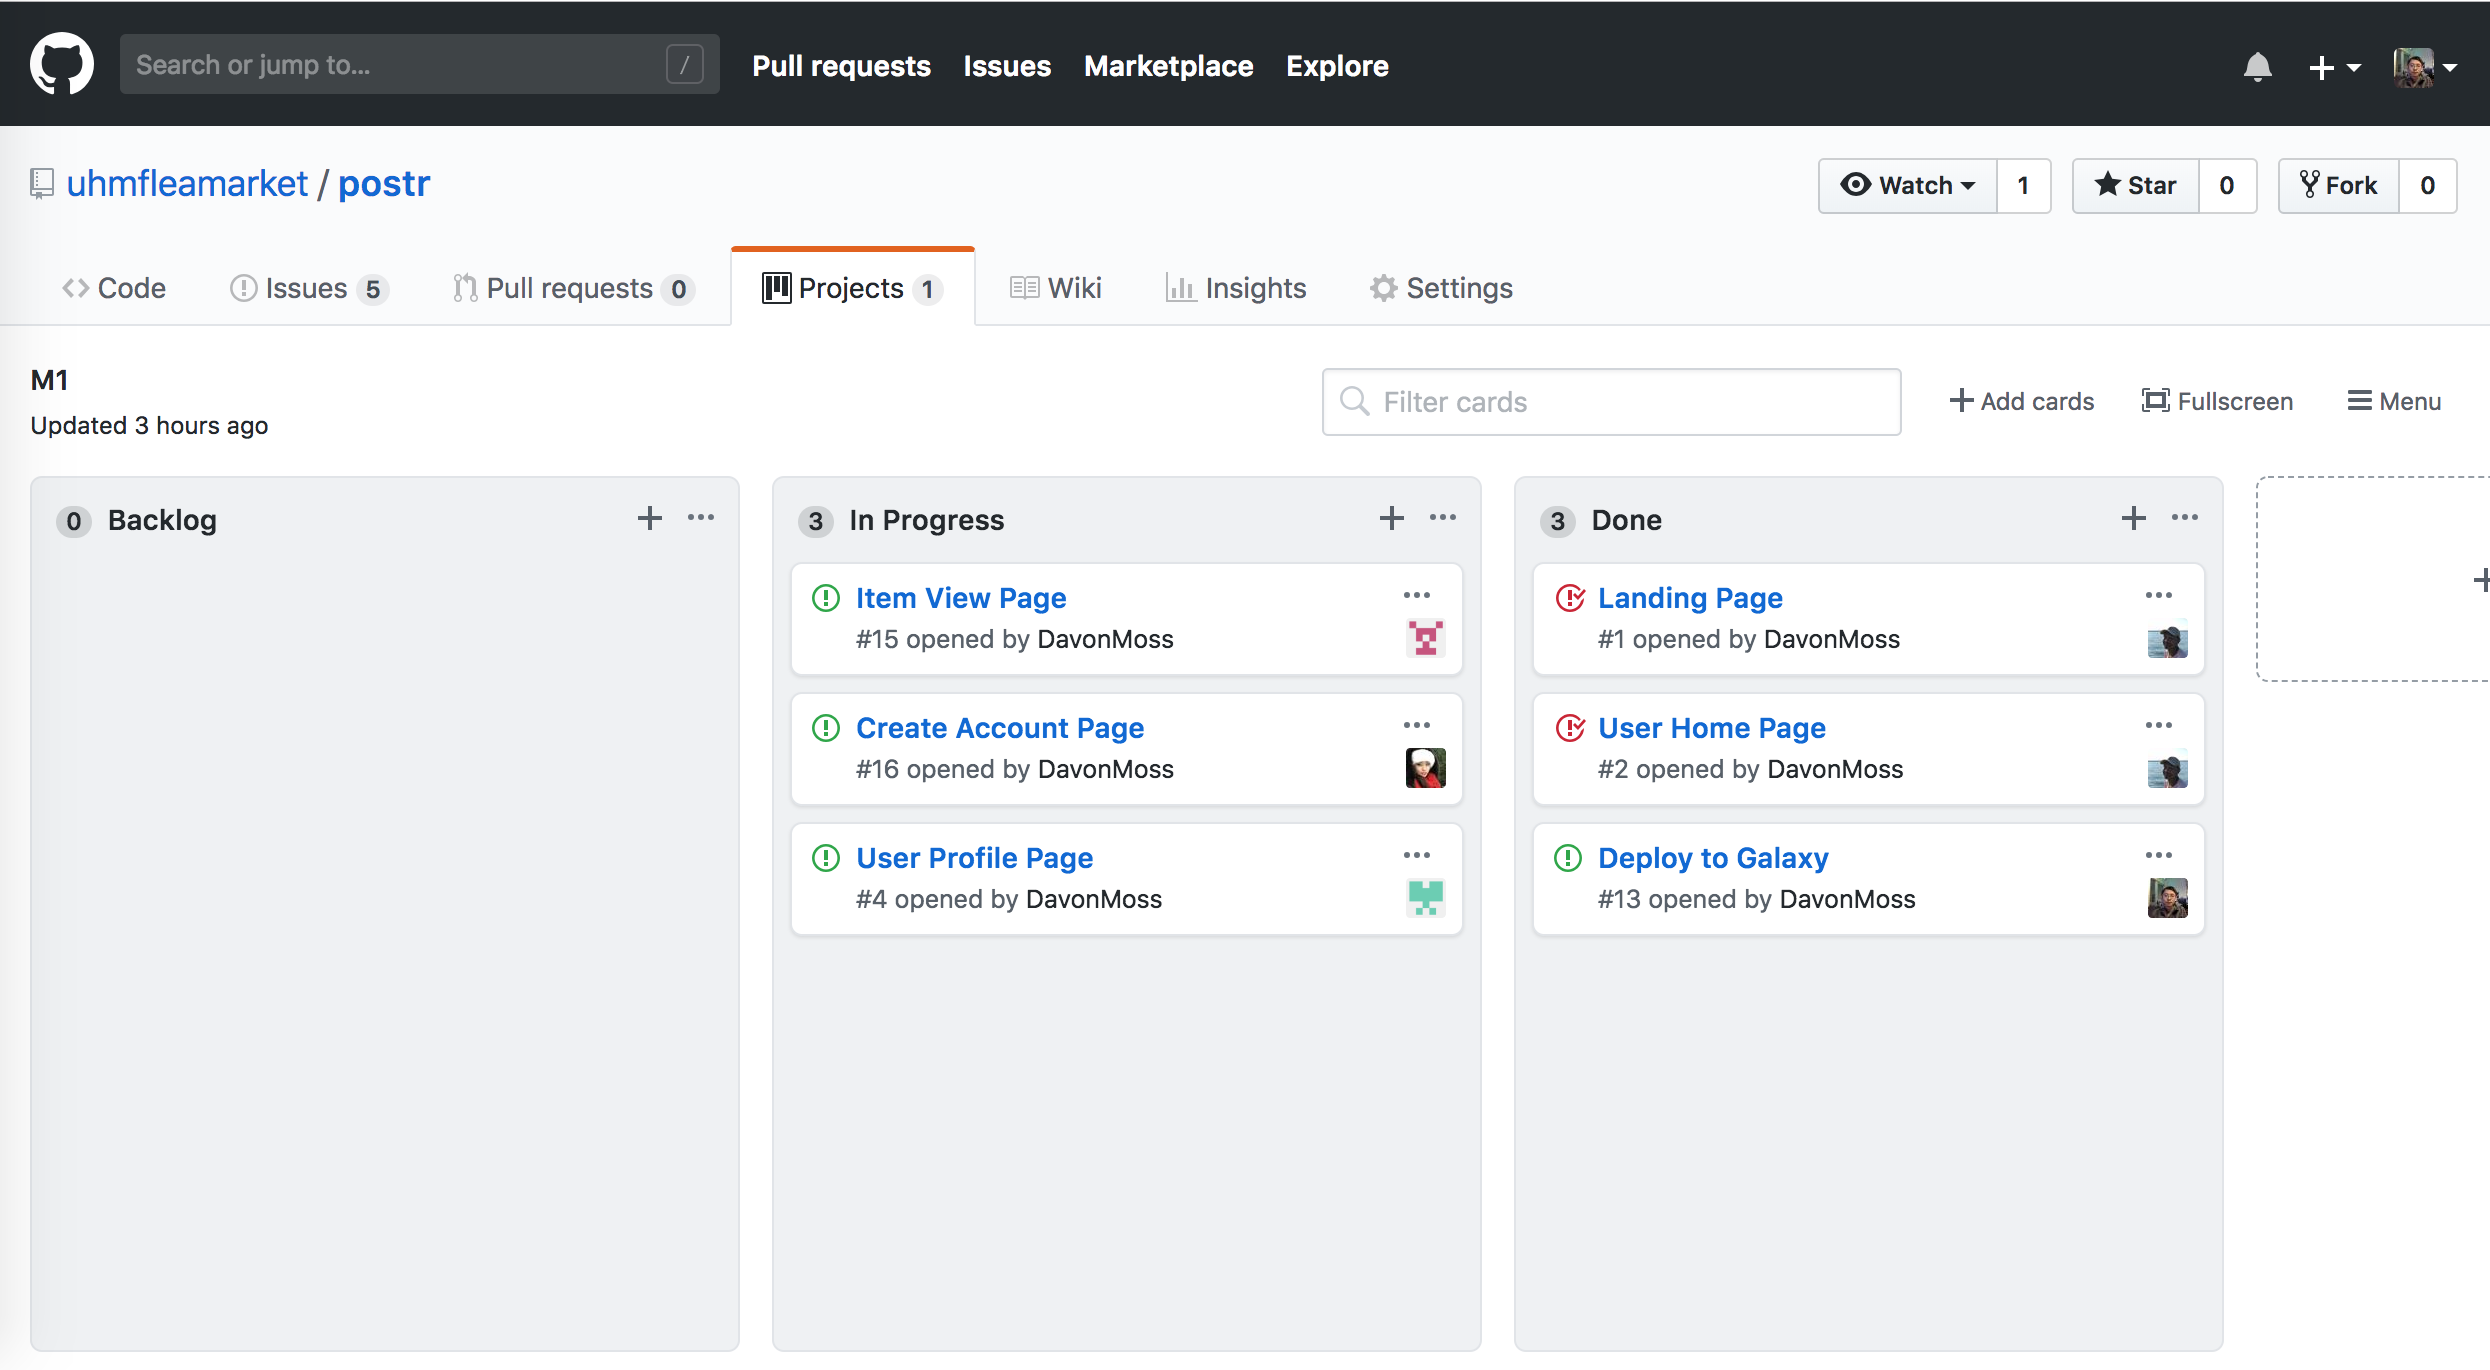 Search or jump to... /
Pull requests Issues Marketplace Explore
uhmfleamarket / postr
Watch 1 Star 0 Fork 0
Code Issues 5 Pull requests 0 Projects 1 Wiki Insights Settings
M1
Updated 3 hours ago
Filter cards
Add cards Fullscreen Menu
0 Backlog
3 In Progress
Item View Page
#15 opened by DavonMoss
Create Account Page
#16 opened by DavonMoss
User Profile Page
#4 opened by DavonMoss
3 Done
Landing Page
#1 opened by DavonMoss
User Home Page
#2 opened by DavonMoss
Deploy to Galaxy
#13 opened by DavonMoss